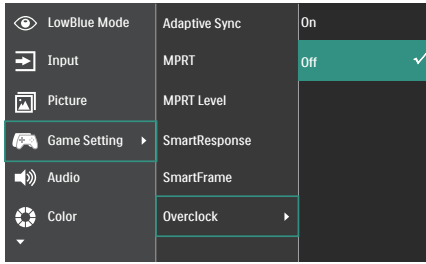 LowBlue Mode
Input
Picture
Game Setting
Audio
Color
Adaptive Sync
MPRT
MPRT Level
SmartResponse
SmartFrame
Overclock
On
Off